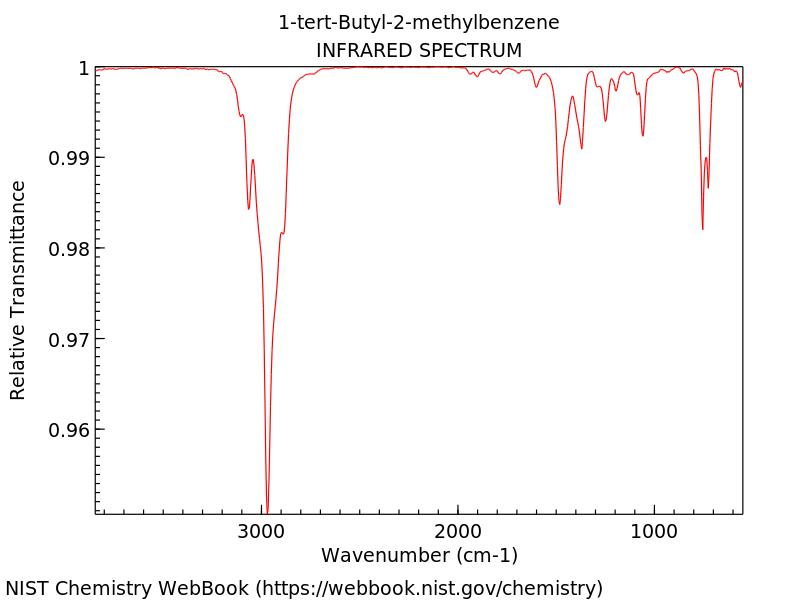 1-tert-Butyl-2-methylbenzene
INFRARED SPECTRUM
1
0.99
0.98
0.97
0.96
Relative Transmittance
3000 2000 1000
Wavenumber (cm-1)
NIST Chemistry WebBook (https://webbook.nist.gov/chemistry)